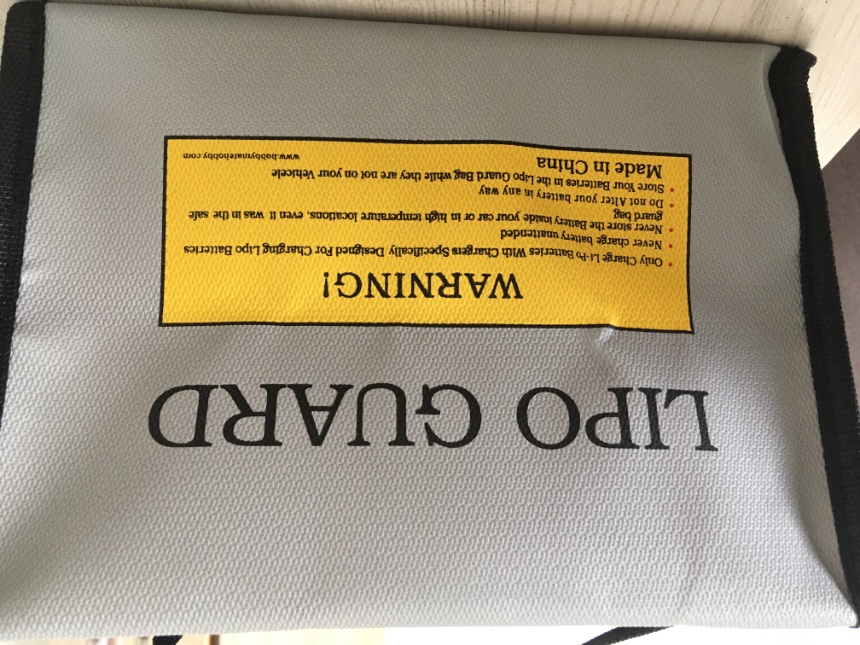 LIPO GUARD
WARNING!
• Only Charge Li-Po Batteries With Chargers Specifically Designed For Charging Lipo Batteries
• Never charge battery unattended
• Never store the Battery inside your car or in high temperature locations, even it was in the safe
guard bag
• Do not Alter your battery in any way
• Store Your Batteries in the Lipo Guard Bag while they are not on your Vehicele
Made in China
www.hobbymatehobby.com